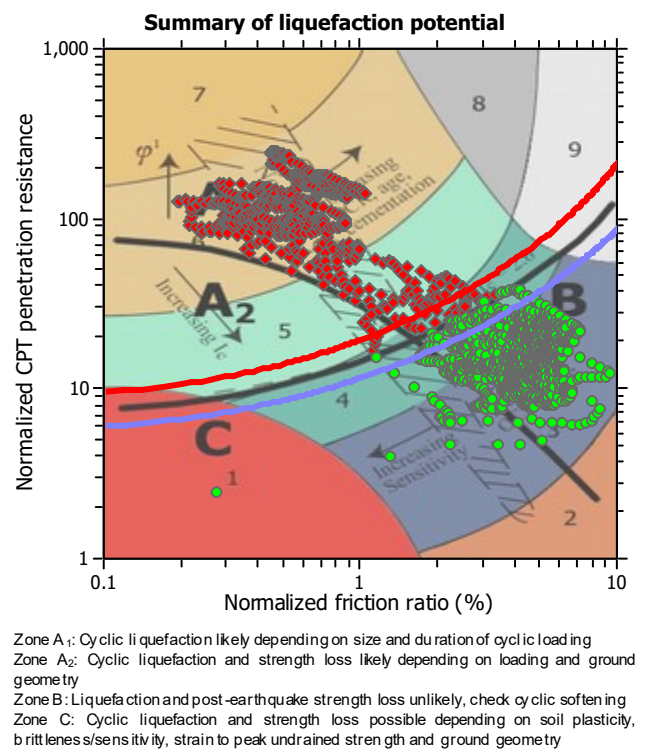 Summary of liquefaction potential
1,000
100
10
1
Normalized CPT penetration resistance
7
8
9
φ'
Increasing
age,
cementation
A
6
Increasing Ic
A2
5
B
4
C
Increasing
Sensitivity
3
1
2
0.1
1
10
Normalized friction ratio (%)
Zone A1: Cyclic liquefaction likely depending on size and duration of cyclic loading
Zone A2: Cyclic liquefaction and strength loss likely depending on loading and ground
geometry
Zone B: Liquefaction and post-earthquake strength loss unlikely, check cyclic softening
Zone C: Cyclic liquefaction and strength loss possible depending on soil plasticity,
brittleness/sensitivity, strain to peak undrained strength and ground geometry